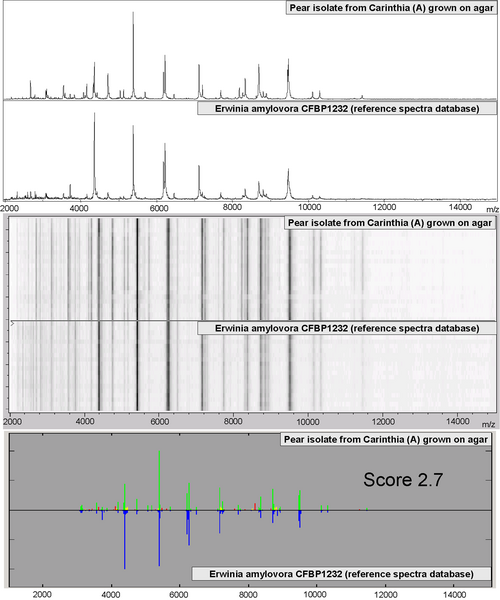 Pear isolate from Carinthia (A) grown on agar
Erwinia amylovora CFBP1232 (reference spectra database)
2000 4000 6000 8000 10000 12000 14000 m/z
Pear isolate from Carinthia (A) grown on agar
Erwinia amylovora CFBP1232 (reference spectra database)
2000 4000 6000 8000 10000 12000 14000 m/z
Pear isolate from Carinthia (A) grown on agar
Score 2.7
Erwinia amylovora CFBP1232 (reference spectra database)
2000 4000 6000 8000 10000 12000 14000